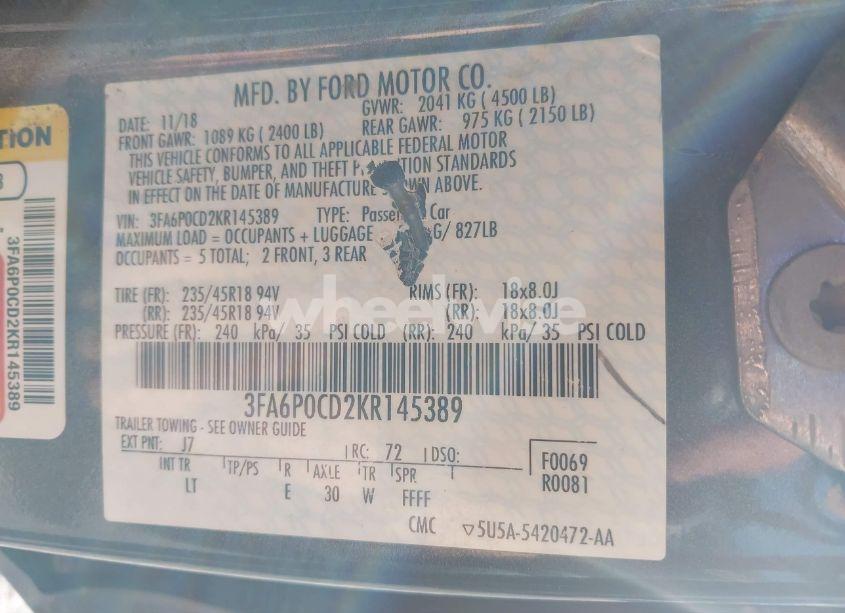 MFD. BY FORD MOTOR CO.
DATE: 11/18 GVWR: 2041 KG ( 4500 LB)
FRONT GAWR: 1089 KG ( 2400 LB) REAR GAWR: 975 KG ( 2150 LB)
THIS VEHICLE CONFORMS TO ALL APPLICABLE FEDERAL MOTOR
VEHICLE SAFETY, BUMPER, AND THEFT STANDARDS
IN EFFECT ON THE DATE OF MANUFACTURE ABOVE.
VIN: 3FA6P0CD2KR145389 TYPE: Car
MAXIMUM LOAD = OCCUPANTS + LUGGAGE 827LB
OCCUPANTS = 5 TOTAL; 2 FRONT, 3 REAR
TIRE (FR): 235/45R18 94V RIMS (FR): 18x8.0J
(RR): 235/45R18 94V (RR): 18x8.0J
PRESSURE (FR): 240 kPa/ 35 PSI COLD (RR): 240 kPa/ 35 PSI COLD
3FA6P0CD2KR145389
TRAILER TOWING - SEE OWNER GUIDE
EXT PNT: J7 RC: 72 DSO:
INT TR TP/PS R AXLE TR SPR T
LT E 30 W FFFF
F0069
R0081
CMC ▽5U5A-5420472-AA
3FA6P0CD2KR145389
wheelwise